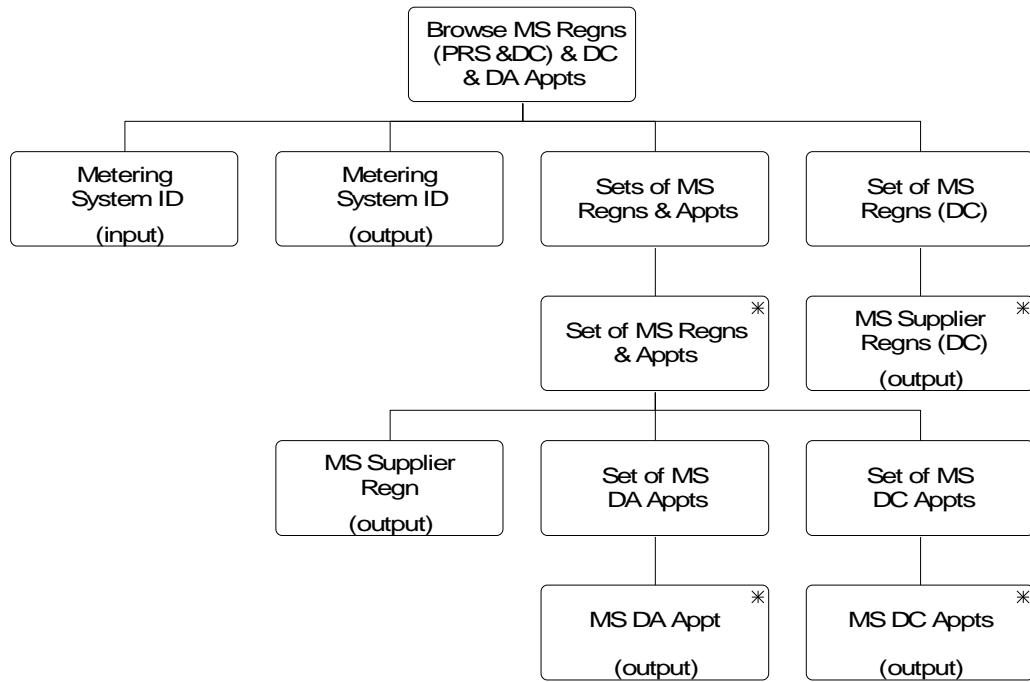 Browse MS Regns
(PRS &DC) & DC
& DA Appts
Metering
System ID
(input)
Metering
System ID
(output)
Sets of MS
Regns & Appts
Set of MS
Regns (DC)
*
Set of MS Regns
& Appts
*
MS Supplier
Regns (DC)
(output)
MS Supplier
Regn
(output)
Set of MS
DA Appts
Set of MS
DC Appts
*
MS DA Appt
(output)
*
MS DC Appts
(output)